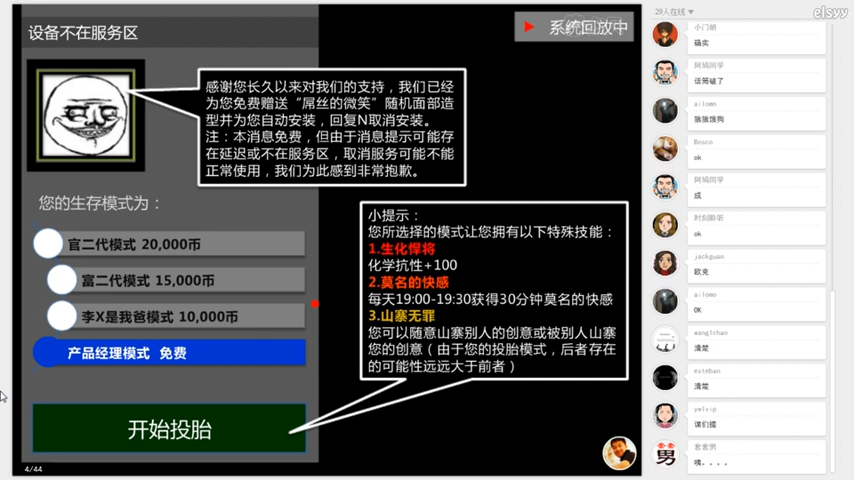 设备不在服务区
系统回放中
感谢您长久以来对我们的支持，我们已经
为您免费赠送“屌丝的微笑”随机面部造
型并为您自动安装，回复N取消安装。
注：本消息免费，但由于消息提示可能存
在延迟或不在服务区，取消服务可能不能
正常使用，我们为此感到非常抱歉。
您的生存模式为：
官二代模式 20,000币
富二代模式 15,000币
李X是我爸模式 10,000币
产品经理模式 免费
开始投胎
小提示：
您所选择的模式让您拥有以下特殊技能：
1.生化悍将
化学抗性+100
2.莫名的快感
每天19:00-19:30获得30分钟莫名的快感
3.山寨无罪
您可以随意山寨别人的创意或被别人山寨
您的创意（由于您的投胎模式，后者存在
的可能性远远大于前者）
4/44
29人在线
elsyy
小门胡
确实
阿娟同学
话筒破了
ailomo
狼狼饿狗
Bosco
ok
阿娟同学
成
时刻聆听
ok
jackguan
欧克
ailomo
OK
wanglchao
清楚
esteban
清楚
ywlvip
谋们提
套套男
咦。。。。
男